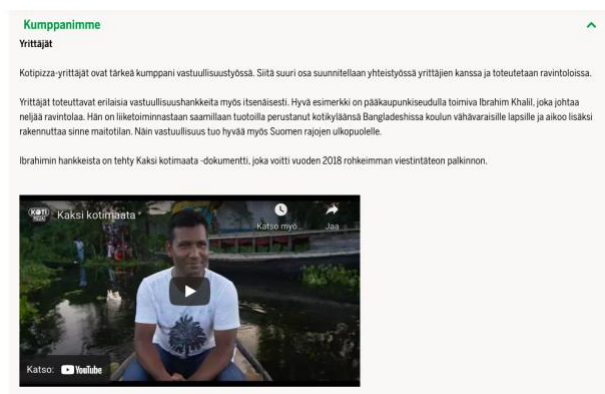 Kumppanimme
Yrittäjät
Kotipizza-yrittäjät ovat tärkeä kumppani vastuullisuustyössä. Siitä suuri osa suunnitellaan yhteistyössä yrittäjien kanssa ja toteutetaan ravintoloissa.
Yrittäjät toteuttavat erilaisia vastuullisuushankkeita myös itsenäisesti. Hyvä esimerkki on pääkaupunkiseudulla toimiva Ibrahim Khalil, joka johtaa
neljää ravintolaa. Hän on liiketoiminnastaan saamillaan tuotoilla perustanut kotikyläänsä Bangladeshissa koulun vähävaraisille lapsille ja aikoo lisäksi
rakennuttaa sinne maitotilan. Näin vastuullisuus tuo hyvää myös Suomen rajojen ulkopuolelle.
Ibrahimin hankkeista on tehty Kaksi kotimaata -dokumentti, joka voitti vuoden 2018 rohkeimman viestintäteon palkinnon.
KOTI PIZZA
Kaksi kotimaata
Katso myö... Jaa
Katso: YouTube